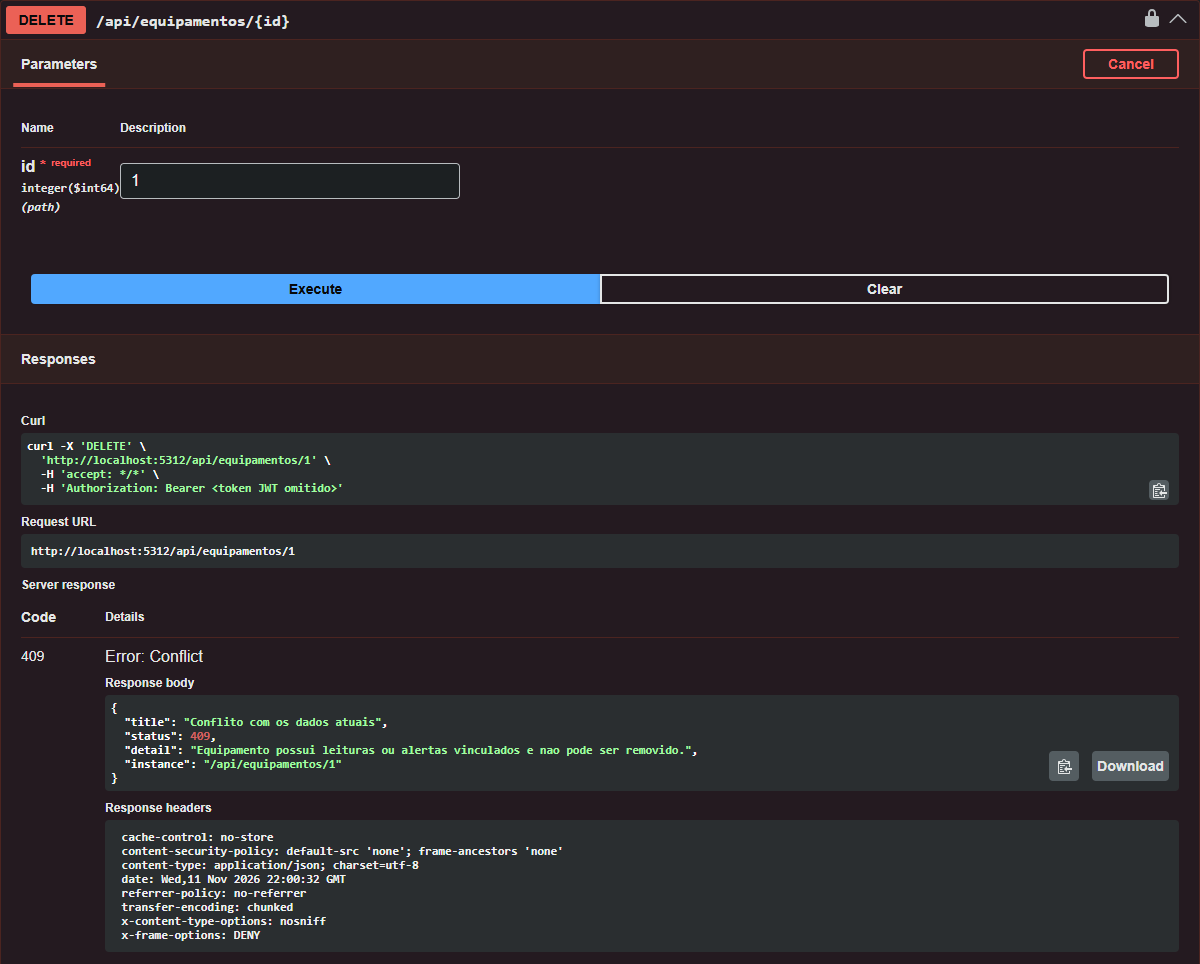 DELETE /api/equipamentos/{id}
Parameters
Cancel
Name Description
id * required
integer($int64)
(path)
1
Execute Clear
Responses
Curl
curl -X 'DELETE' \
  'http://localhost:5312/api/equipamentos/1' \
  -H 'accept: */*' \
  -H 'Authorization: Bearer <token JWT omitido>'
Request URL
http://localhost:5312/api/equipamentos/1
Server response
Code Details
409 Error: Conflict
Response body
{
  "title": "Conflito com os dados atuais",
  "status": 409,
  "detail": "Equipamento possui leituras ou alertas vinculados e nao pode ser removido.",
  "instance": "/api/equipamentos/1"
}
Download
Response headers
cache-control: no-store
content-security-policy: default-src 'none'; frame-ancestors 'none'
content-type: application/json; charset=utf-8
date: Wed,11 Nov 2026 22:00:32 GMT
referrer-policy: no-referrer
transfer-encoding: chunked
x-content-type-options: nosniff
x-frame-options: DENY